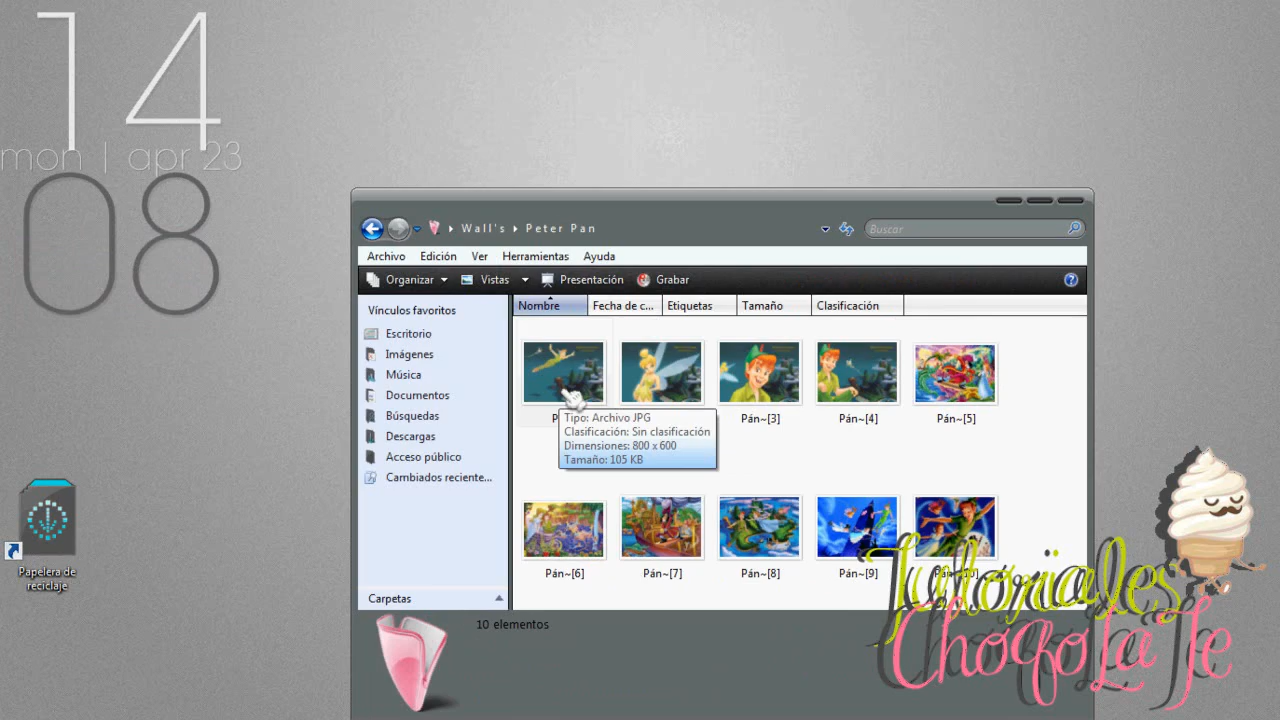 14
mon | apr 23
08
Wall's Peter Pan
Buscar
Archivo Edición Ver Herramientas Ayuda
Organizar Vistas Presentación Grabar
Vínculos favoritos
Nombre Fecha de c... Etiquetas Tamaño Clasificación
Escritorio
Imágenes
Música
Documentos
Búsquedas
Descargas
Acceso público
Cambiados reciente...
Carpetas
Pán~[3] Pán~[4] Pán~[5]
Tipo: Archivo JPG
Clasificación: Sin clasificación
Dimensiones: 800 x 600
Tamaño: 105 KB
Pán~[6] Pán~[7] Pán~[8] Pán~[9]
10 elementos
Papelera de
reciclaje
Tutoriales
ChoqoLaTe